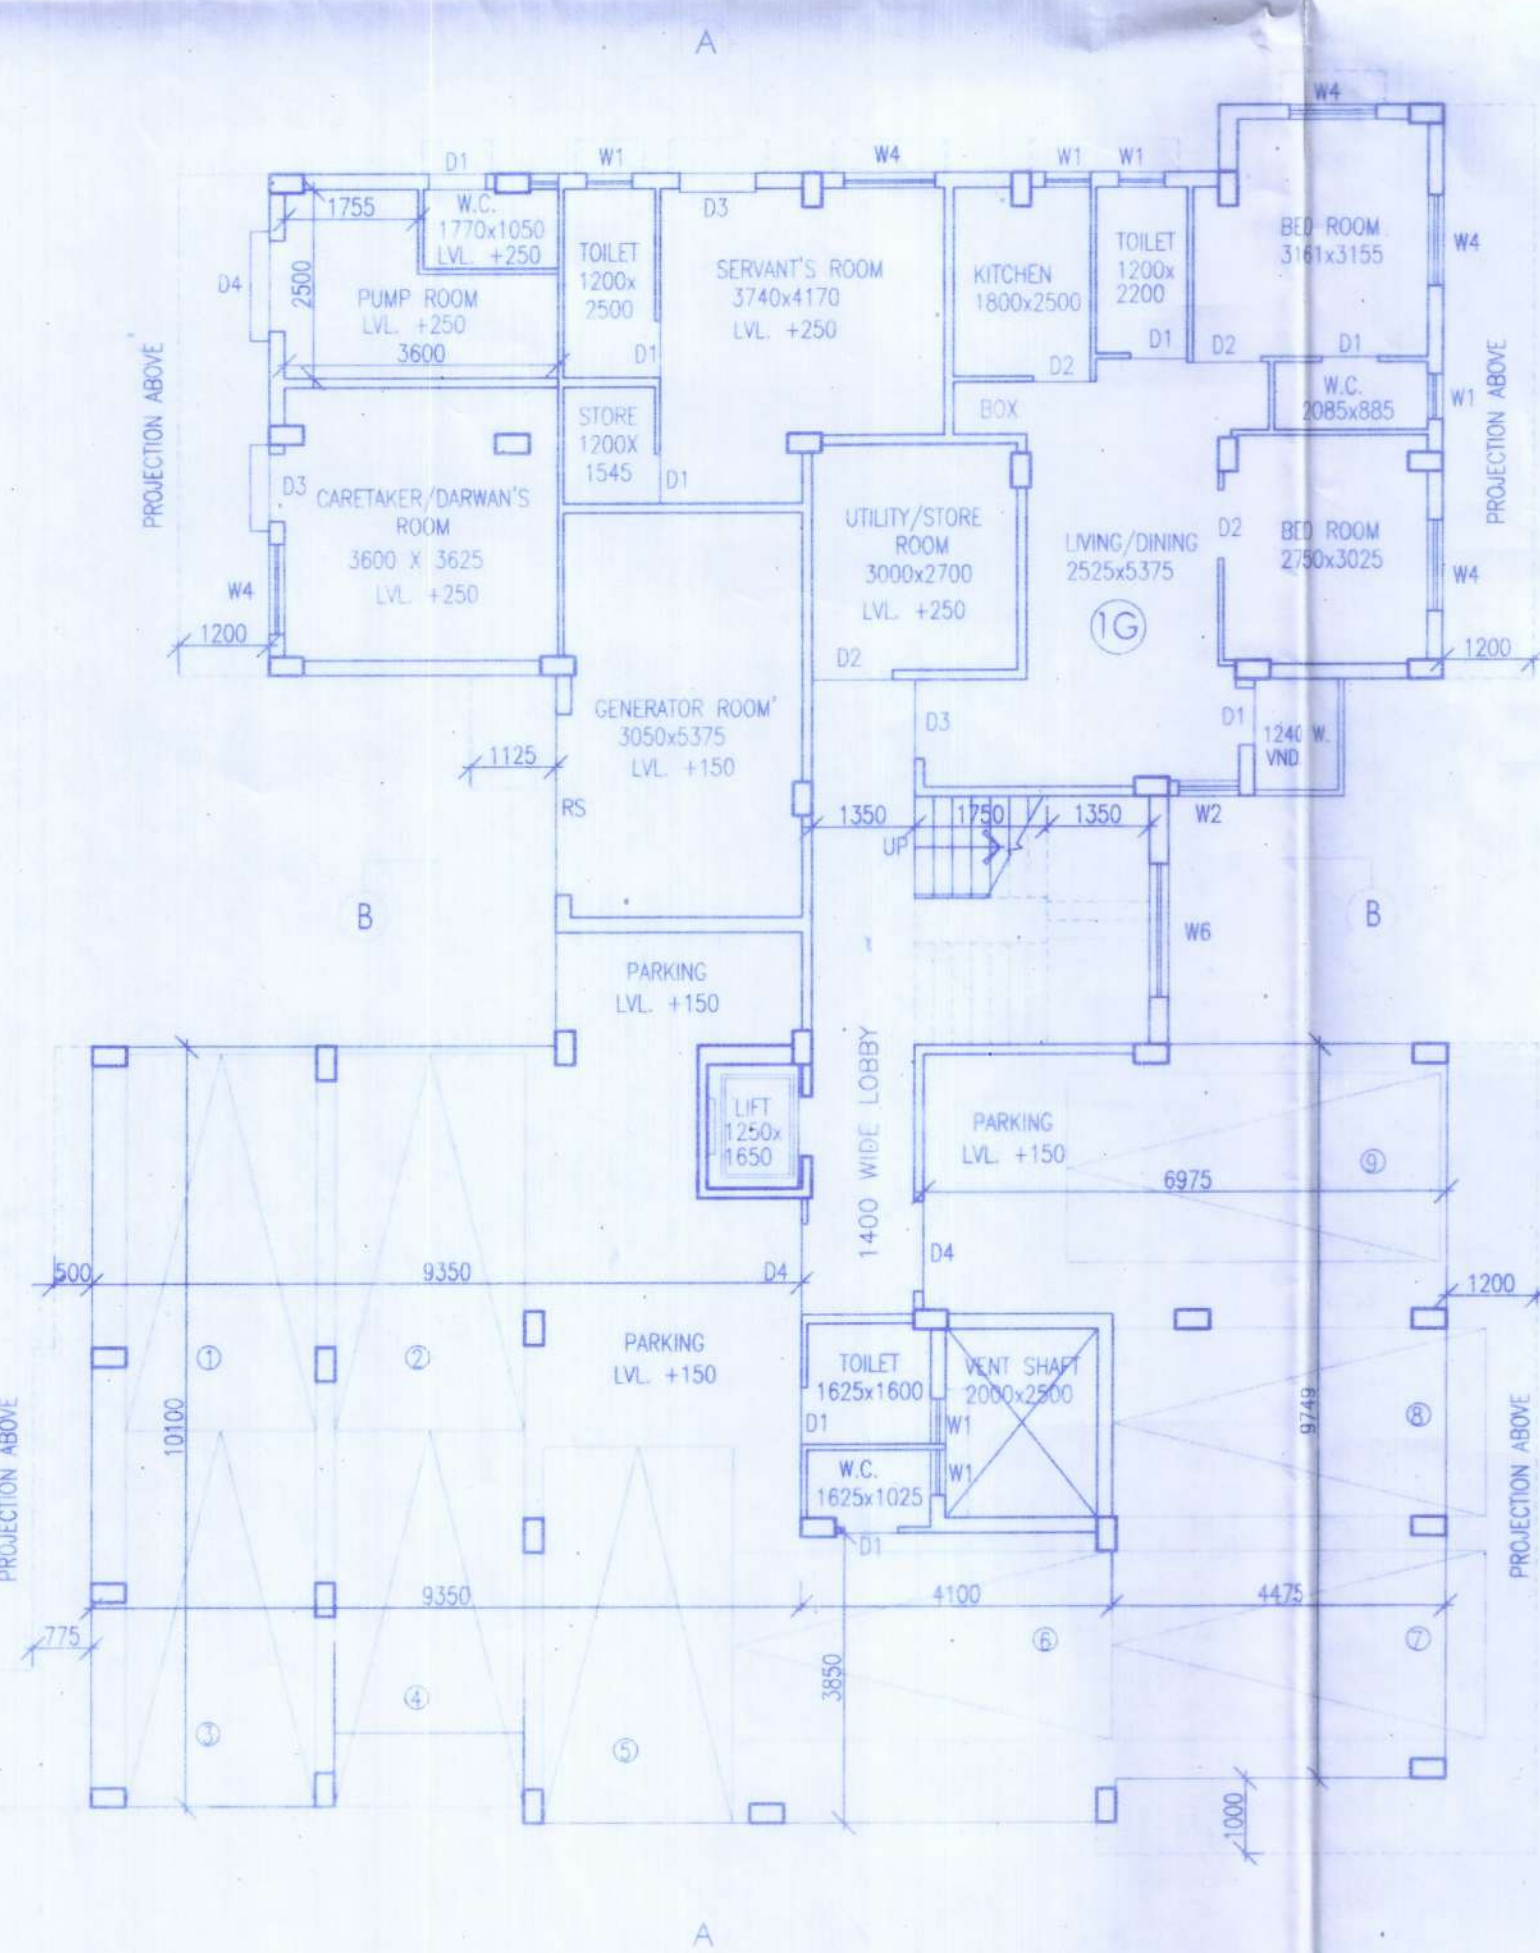 A
W4
D1
W1
W4
W1
W1
1755
W.C.
1770x1050
LVL. +250
D3
TOILET
1200x
2500
SERVANT'S ROOM
3740x4170
LVL. +250
KITCHEN
1800x2500
TOILET
1200x
2200
BED ROOM
3161x3155
W4
D4
2500
PUMP ROOM
LVL. +250
3600
D1
D2
D1
D2
D1
PROJECTION ABOVE
PROJECTION ABOVE
STORE
1200X
1545
BOX
W.C.
2085x885
W1
D1
D3
CARETAKER/DARWAN'S
ROOM
3600 X 3625
LVL. +250
UTILITY/STORE
ROOM
3000x2700
LVL. +250
LIVING/DINING
2525x5375
1G
D2
BED ROOM
2750x3025
W4
W4
1200
D2
1200
GENERATOR ROOM
3050x5375
LVL. +150
D3
D1
1240 W.
VND.
1125
RS
1350
1750
1350
W2
UP
B
B
W6
PARKING
LVL. +150
1400 WIDE LOBBY
LIFT
1250x
1650
PARKING
LVL. +150
9
6975
D4
500
9350
D4
1200
1
2
PARKING
LVL. +150
TOILET
1625x1600
VENT SHAFT
2000x2500
9749
8
10100
D1
W1
PROJECTION ABOVE
PROJECTION ABOVE
W.C.
1625x1025
W1
D1
9350
4100
4475
775
6
7
3850
4
3
5
1000
A